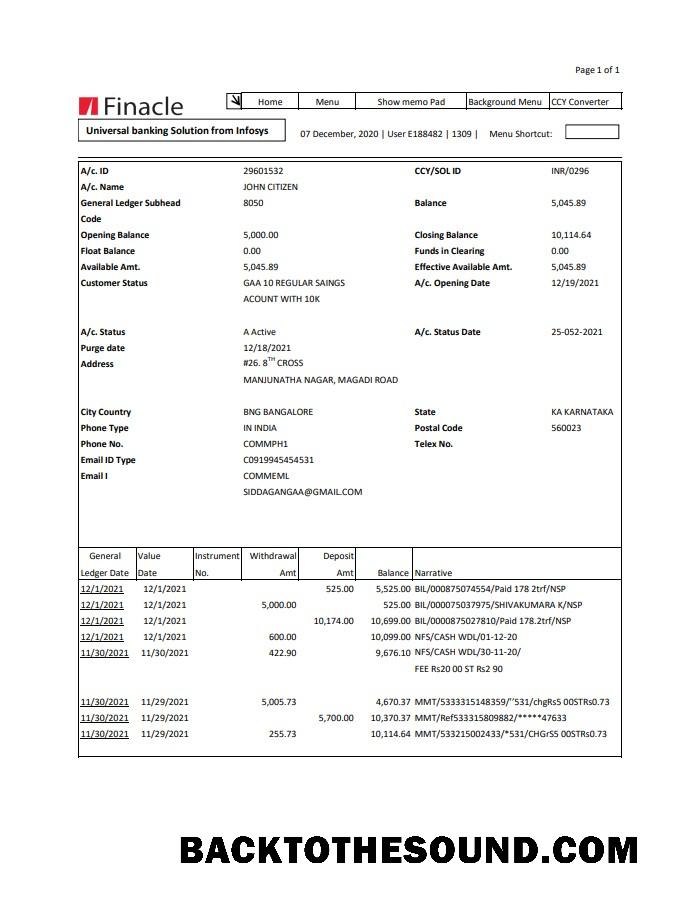 Page 1 of 1
Finacle Home Menu Show memo Pad Background Menu CCY Converter
Universal banking Solution from Infosys 07 December, 2020 | User E188482 | 1309 | Menu Shortcut:
A/c. ID 29601532 CCY/SOL ID INR/0296
A/c. Name JOHN CITIZEN
General Ledger Subhead 8050 Balance 5,045.89
Code
Opening Balance 5,000.00 Closing Balance 10,114.64
Float Balance 0.00 Funds in Clearing 0.00
Available Amt. 5,045.89 Effective Available Amt. 5,045.89
Customer Status GAA 10 REGULAR SAINGS A/c. Opening Date 12/19/2021
ACOUNT WITH 10K
A/c. Status A Active A/c. Status Date 25-052-2021
Purge date 12/18/2021
Address #26. 8TH CROSS
MANJUNATHA NAGAR, MAGADI ROAD
City Country BNG BANGALORE State KA KARNATAKA
Phone Type IN INDIA Postal Code 560023
Phone No. COMMPH1 Telex No.
Email ID Type C0919945454531
Email I COMMEML
SIDDAGANGAA@GMAIL.COM
General Value Instrument Withdrawal Deposit
Ledger Date Date No. Amt Amt Balance Narrative
12/1/2021 12/1/2021 525.00 5,525.00 BIL/000875074554/Paid 178 2trf/NSP
12/1/2021 12/1/2021 5,000.00 525.00 BIL/000075037975/SHIVAKUMARA K/NSP
12/1/2021 12/1/2021 10,174.00 10,699.00 BIL/0000875027810/Paid 178.2trf/NSP
12/1/2021 12/1/2021 600.00 10,099.00 NFS/CASH WDL/01-12-20
11/30/2021 11/30/2021 422.90 9,676.10 NFS/CASH WDL/30-11-20/
FEE Rs20 00 ST Rs2 90
11/30/2021 11/29/2021 5,005.73 4,670.37 MMT/5333315148359/’’531/chgRs5 00STRs0.73
11/30/2021 11/29/2021 5,700.00 10,370.37 MMT/Ref533315809882/*****47633
11/30/2021 11/29/2021 255.73 10,114.64 MMT/533215002433/*531/CHGrS5 00STRs0.73
BACKTOTHESOUND.COM